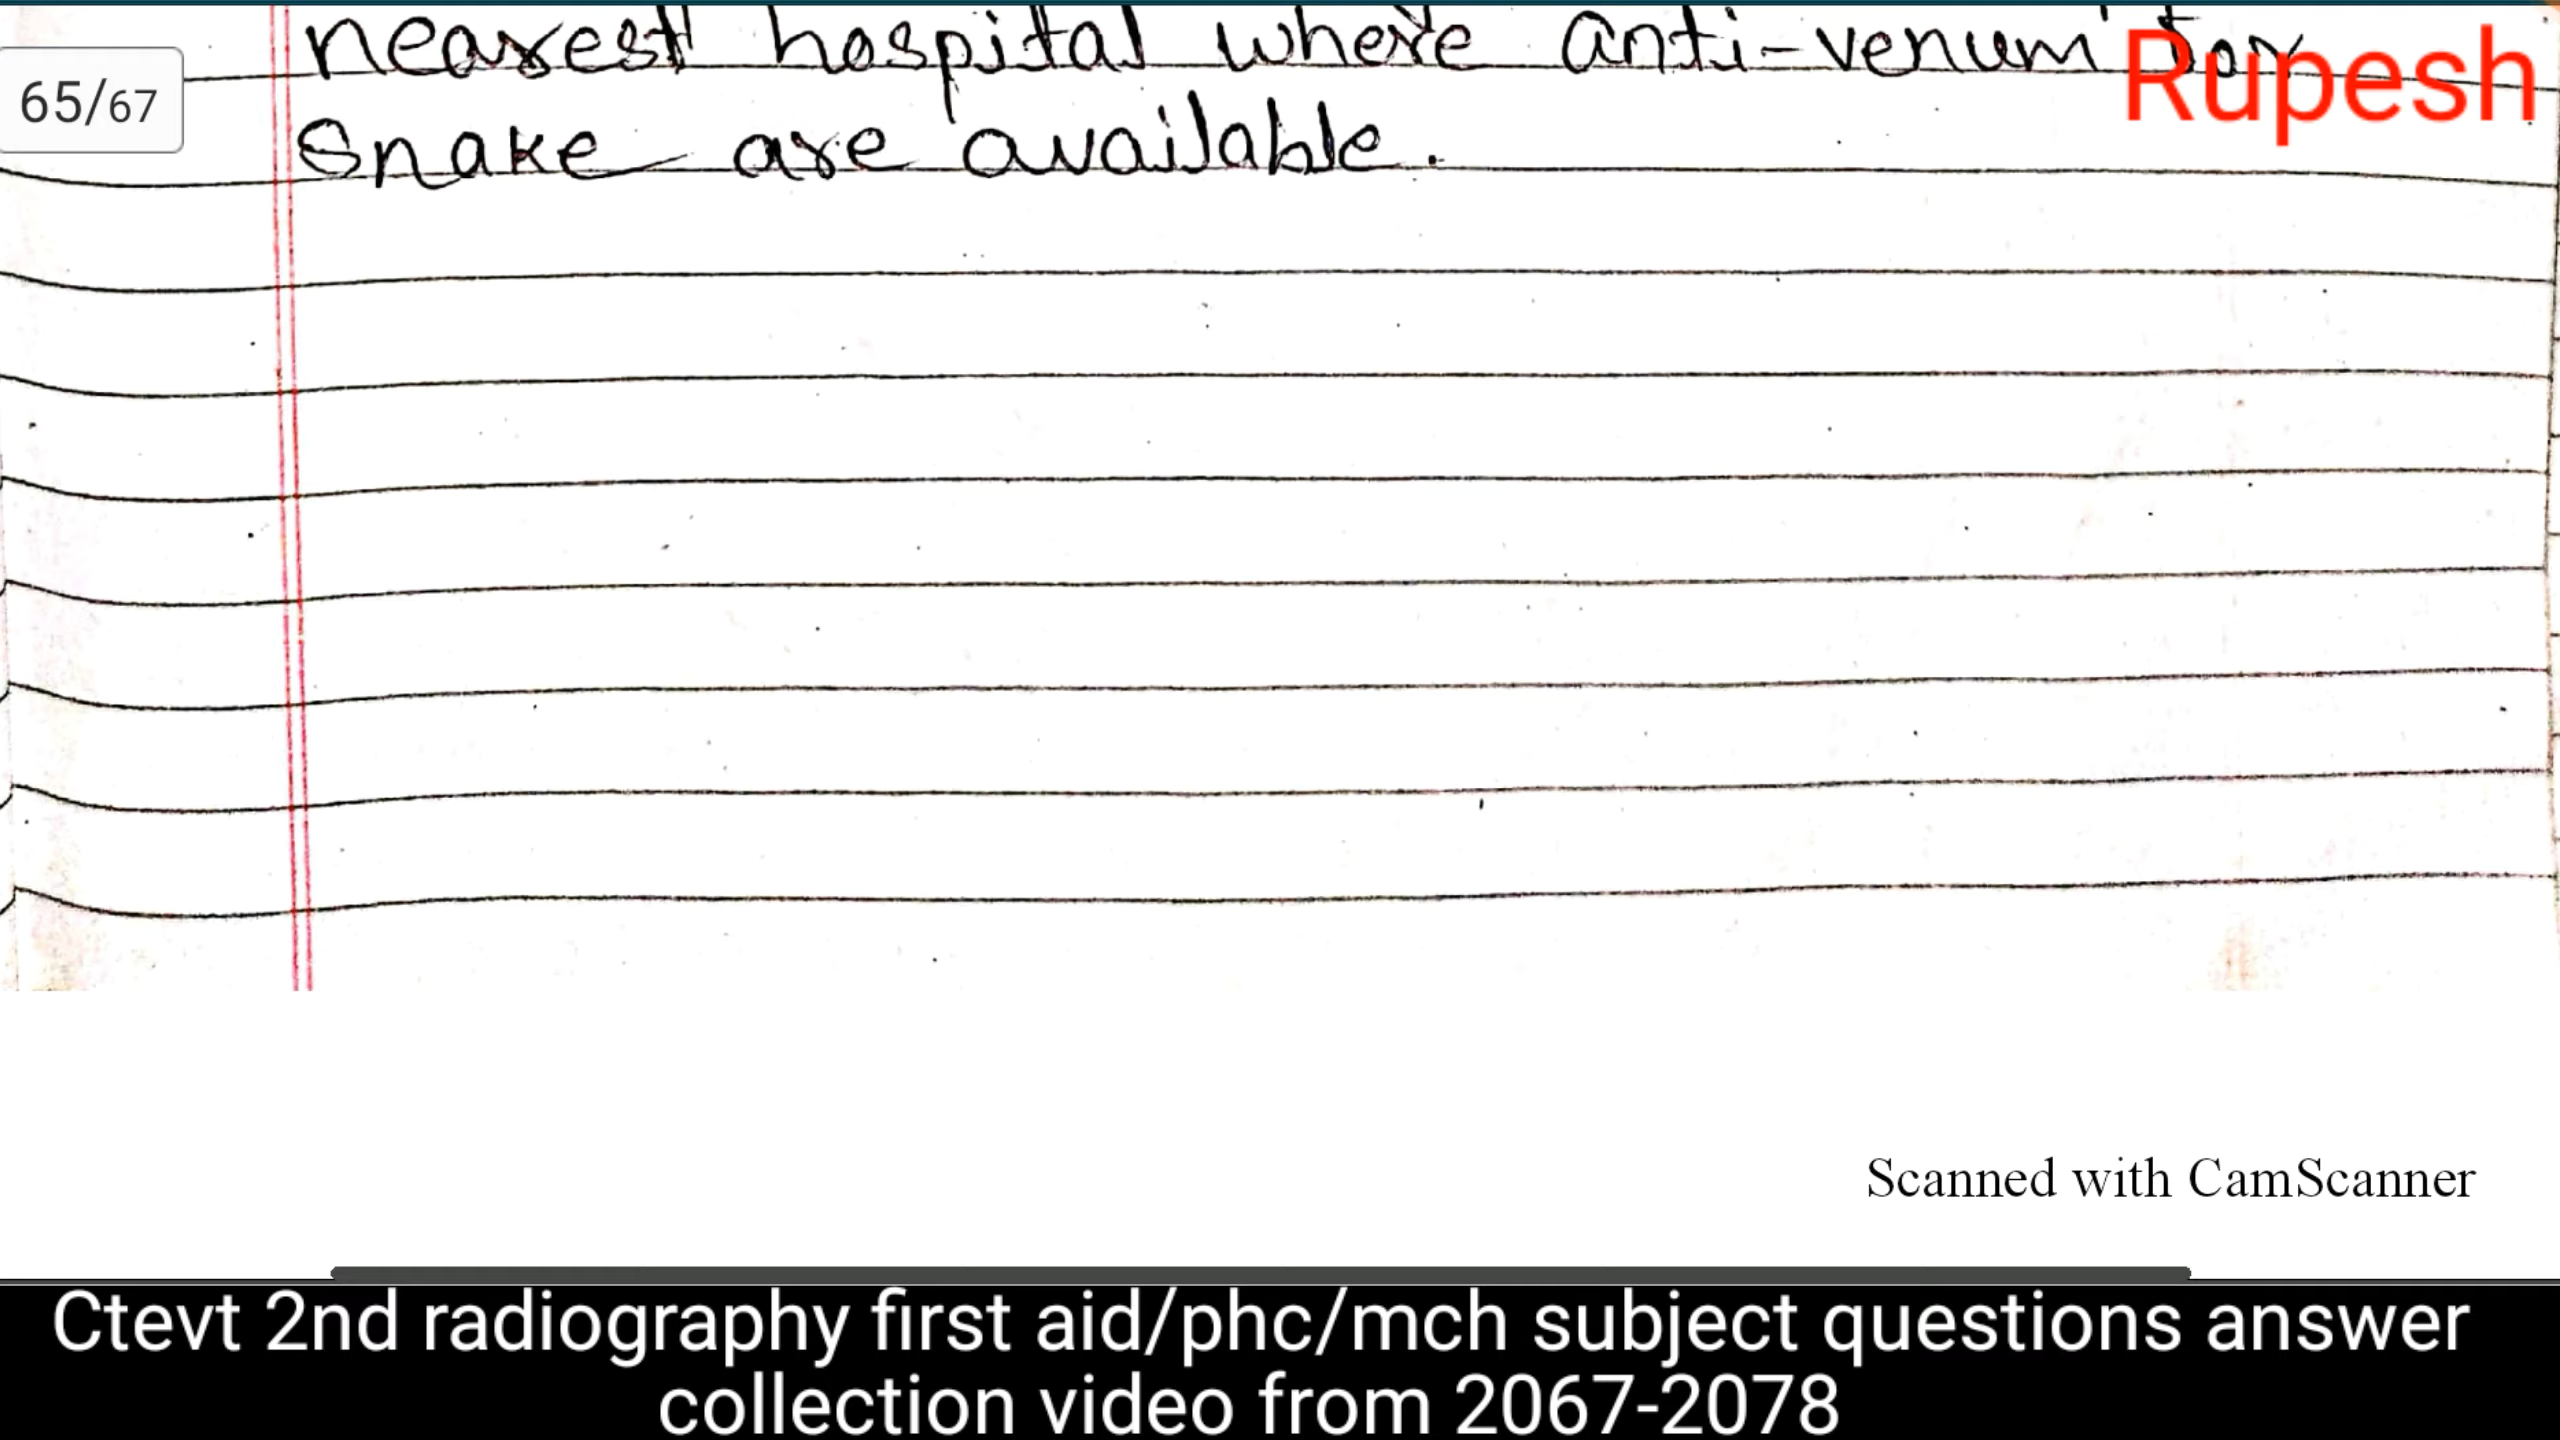 nearest hospital where anti-venum for
Rupesh
65/67
snake are available.
Scanned with CamScanner
Ctevt 2nd radiography first aid/phc/mch subject questions answer
collection video from 2067-2078